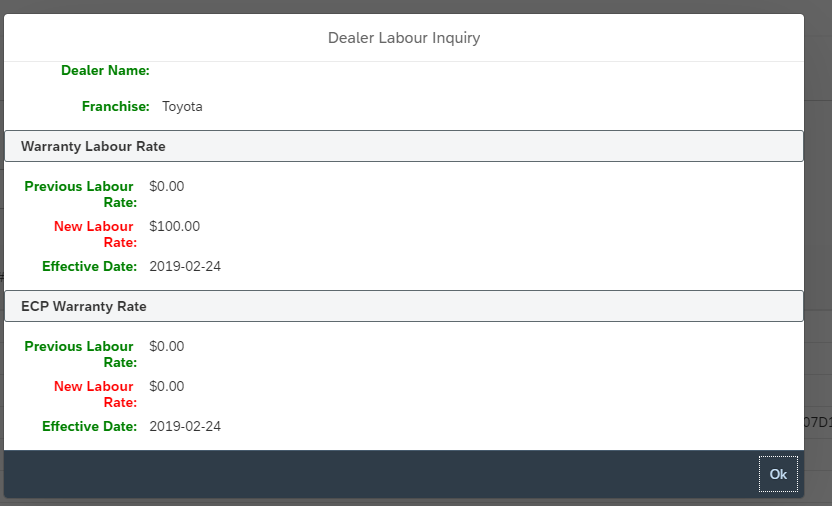 Dealer Labour Inquiry
Dealer Name:
Franchise: Toyota
Warranty Labour Rate
Previous Labour $0.00
Rate:
New Labour $100.00
Rate:
Effective Date: 2019-02-24
ECP Warranty Rate
Previous Labour $0.00
Rate:
New Labour $0.00
Rate:
07D1
Effective Date: 2019-02-24
Ok